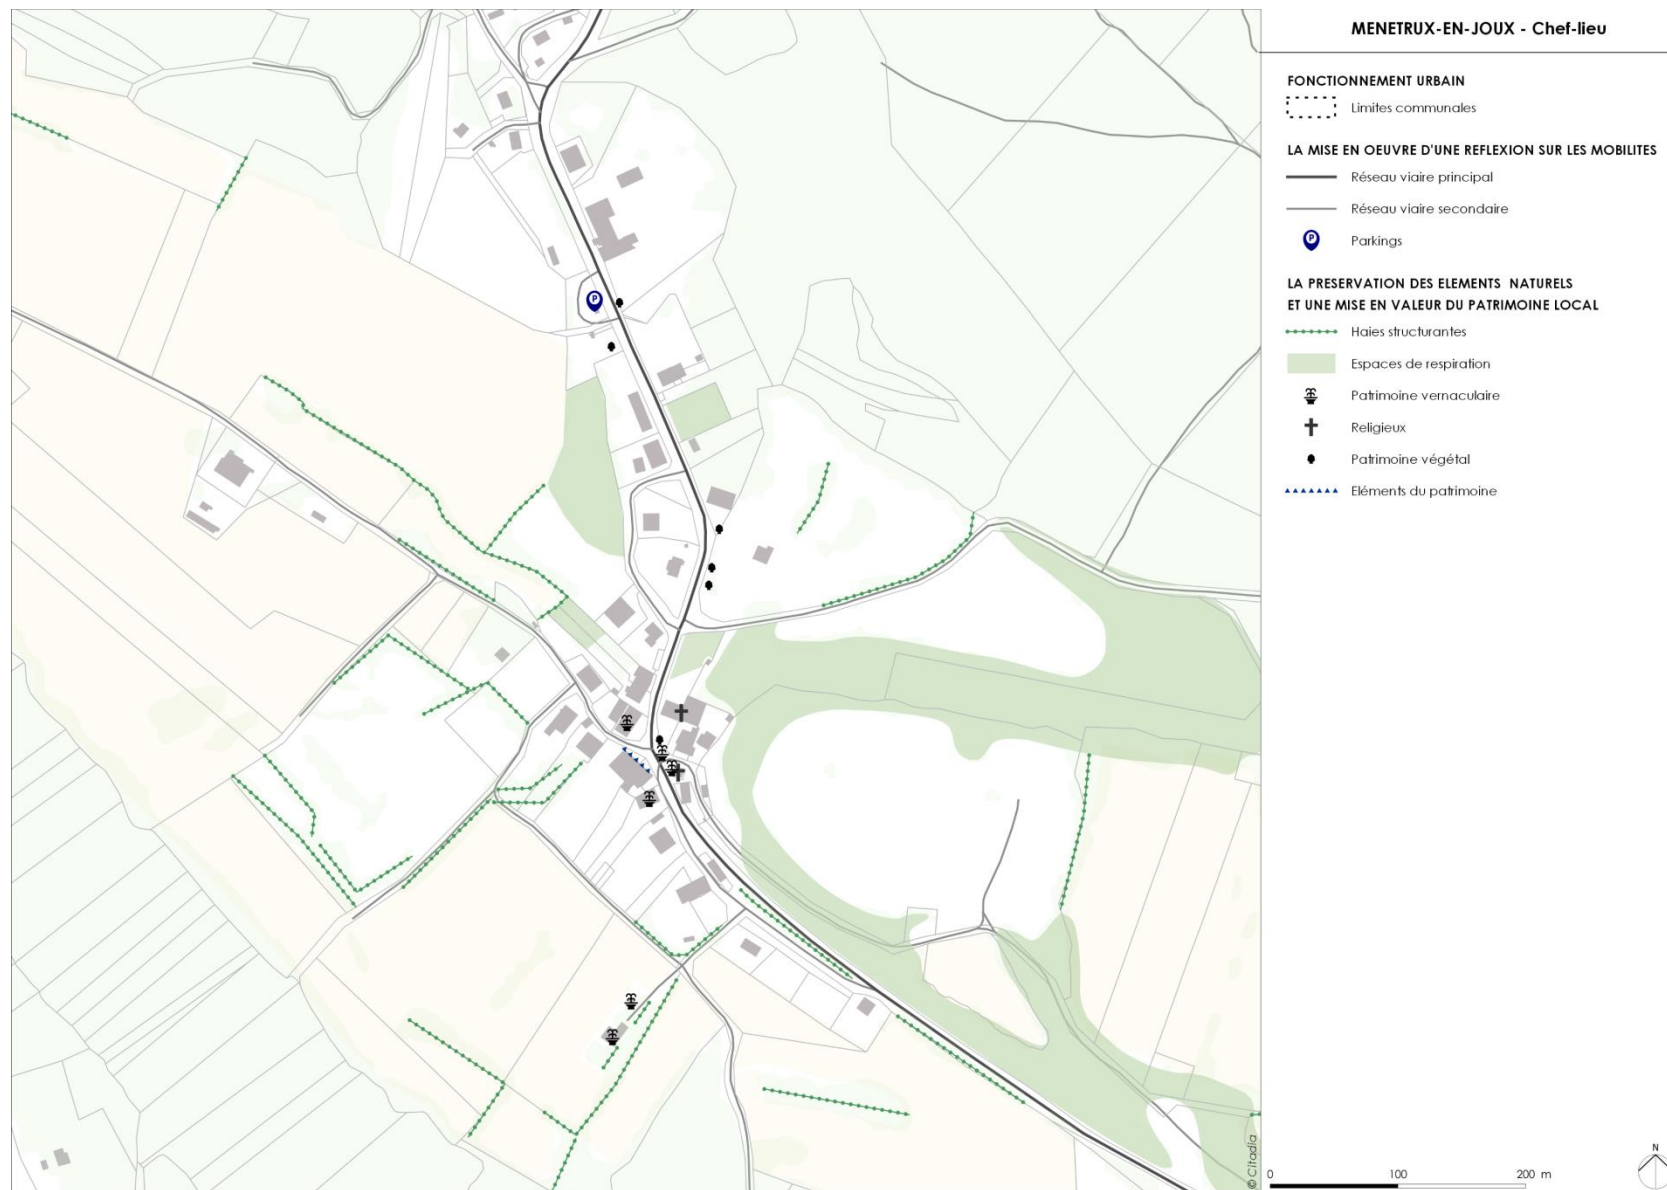 MENETRUX-EN-JOUX - Chef-lieu
FONCTIONNEMENT URBAIN
Limites communales
LA MISE EN OEUVRE D'UNE REFLEXION SUR LES MOBILITES
Réseau viaire principal
Réseau viaire secondaire
P
Parkings
LA PRESERVATION DES ELEMENTS NATURELS
ET UNE MISE EN VALEUR DU PATRIMOINE LOCAL
Haies structurantes
Espaces de respiration
Patrimoine vernaculaire
Religieux
Patrimoine végétal
Eléments du patrimoine
P
© Citadia
0 100 200 m
N